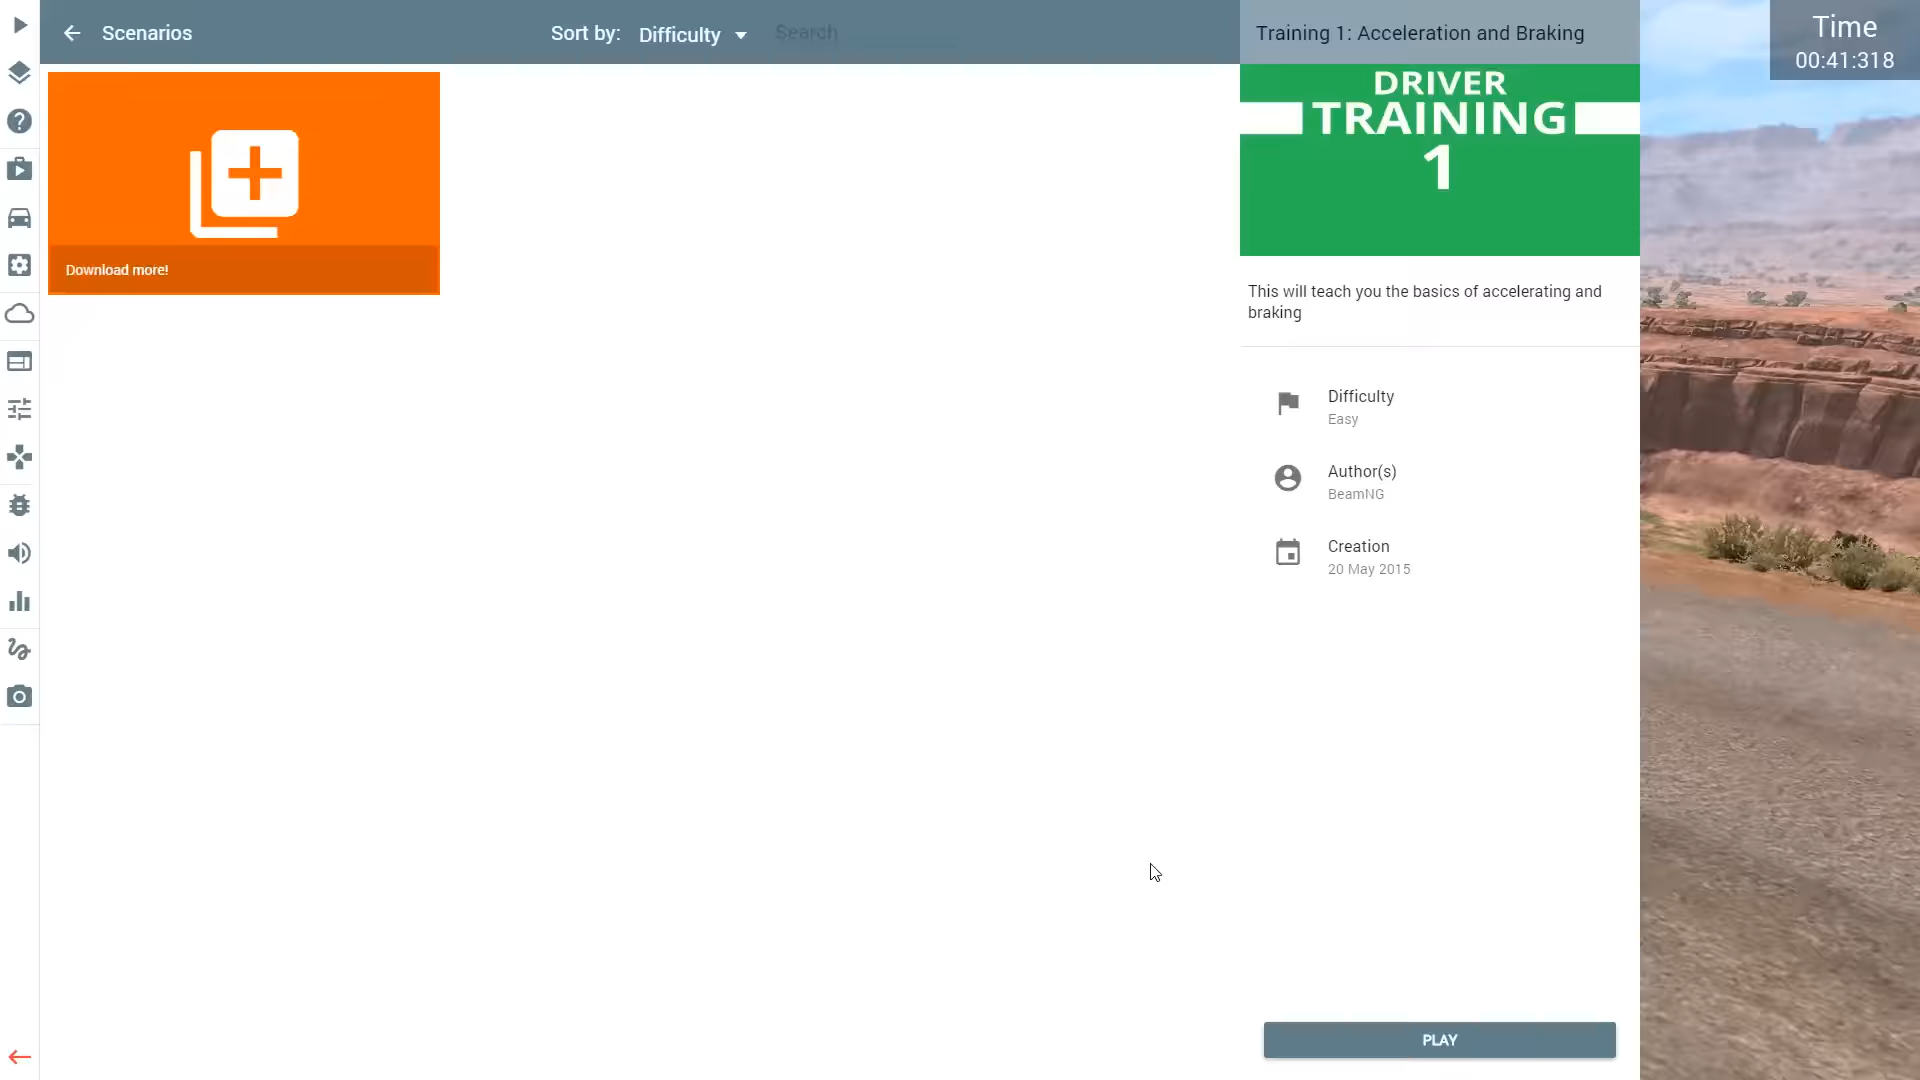 Scenarios
Sort by: Difficulty
Search
Download more!
Training 1: Acceleration and Braking
DRIVER
TRAINING
1
This will teach you the basics of accelerating and
braking
Difficulty
Easy
Author(s)
BeamNG
Creation
20 May 2015
PLAY
Time
00:41:318